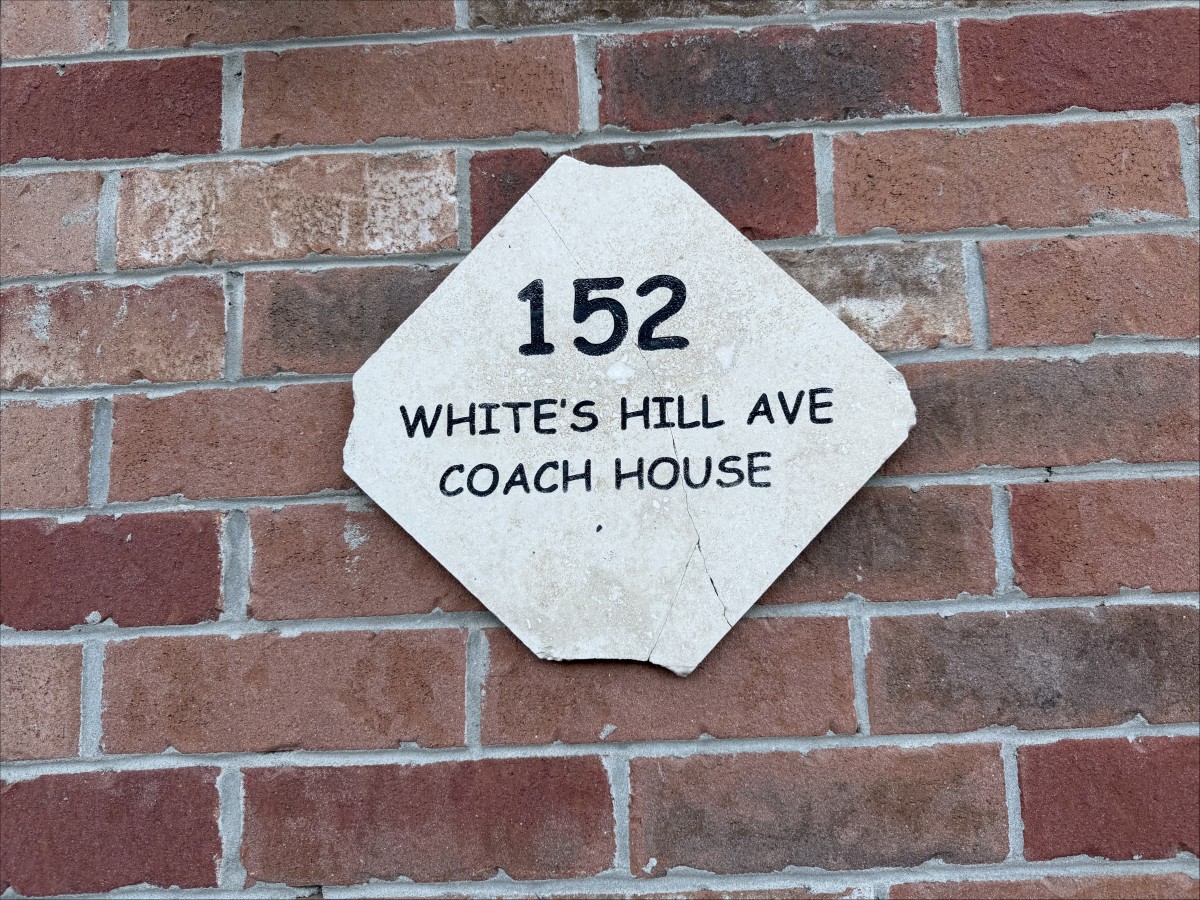 152
WHITE'S HILL AVE
COACH HOUSE